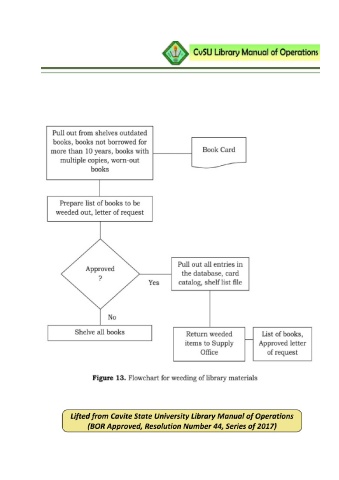 CvSU Library Manual of Operations
Pull out from shelves outdated
books, books not borrowed for
more than 10 years, books with
multiple copies, worn-out
books
Book Card
Prepare list of books to be
weeded out, letter of request
Approved
?
Yes
Pull out all entries in
the database, card
catalog, shelf list file
No
Shelve all books
Return weeded
items to Supply
Office
List of books,
Approved letter
of request
Figure 13. Flowchart for weeding of library materials
Lifted from Cavite State University Library Manual of Operations
(BOR Approved, Resolution Number 44, Series of 2017)